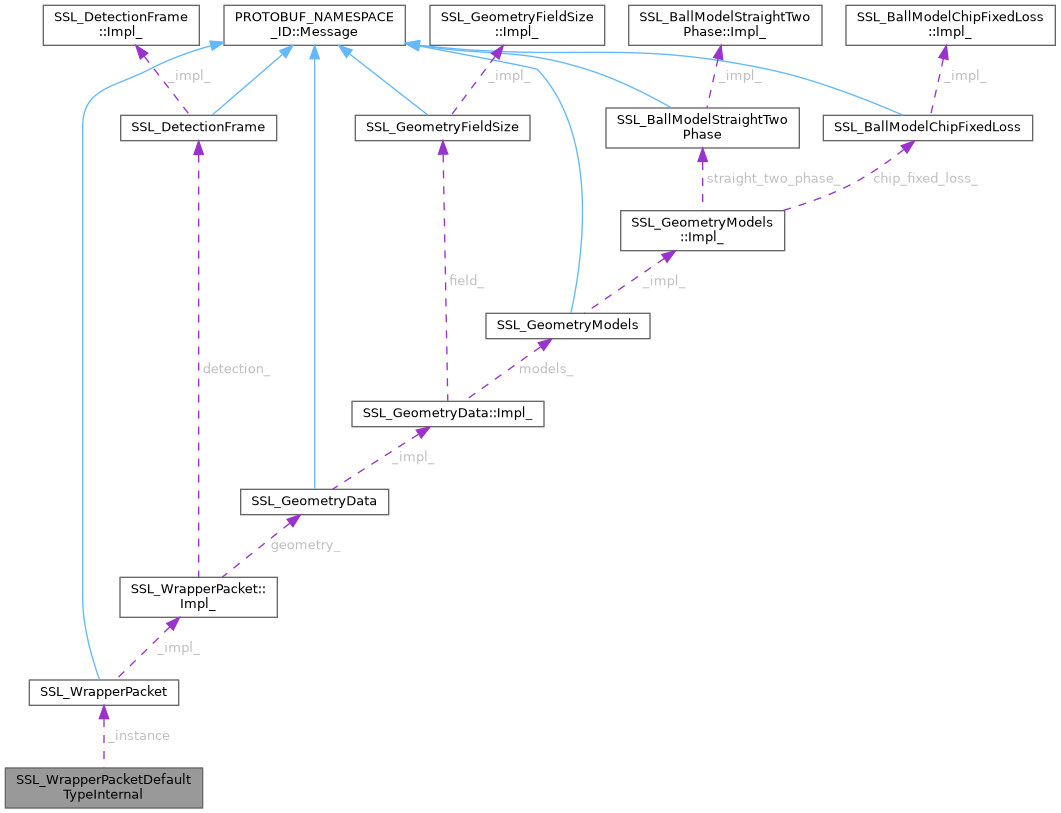 SSL_DetectionFrame
::Impl_
PROTOBUF_NAMESPACE
_ID::Message
SSL_GeometryFieldSize
::Impl_
SSL_BallModelStraightTwo
Phase::Impl_
SSL_BallModelChipFixedLoss
::Impl_
_impl_
_impl_
_impl_
_impl_
SSL_DetectionFrame
SSL_GeometryFieldSize
SSL_BallModelStraightTwo
Phase
SSL_BallModelChipFixedLoss
straight_two_phase_
chip_fixed_loss_
SSL_GeometryModels
::Impl_
field_
_impl_
SSL_GeometryModels
detection_
models_
SSL_GeometryData::Impl_
_impl_
SSL_GeometryData
geometry_
SSL_WrapperPacket::
Impl_
_impl_
SSL_WrapperPacket
_instance
SSL_WrapperPacketDefault
TypeInternal